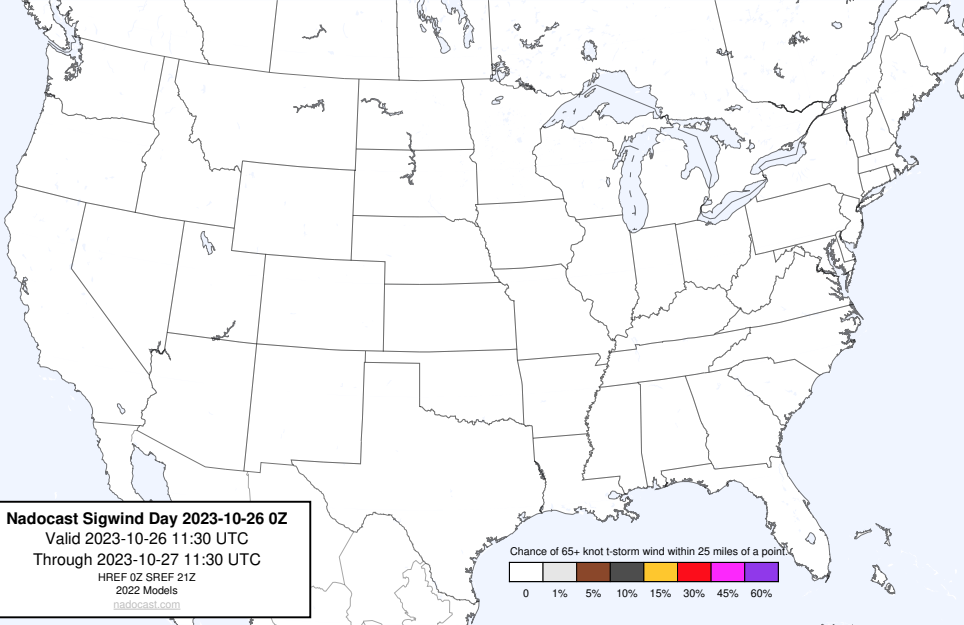 Nadocast Sigwind Day 2023-10-26 0Z
Valid 2023-10-26 11:30 UTC
Through 2023-10-27 11:30 UTC
HREF 0Z SREF 21Z
2022 Models
nadocast.com
Chance of 65+ knot t-storm wind within 25 miles of a point.
0 1% 5% 10% 15% 30% 45% 60%